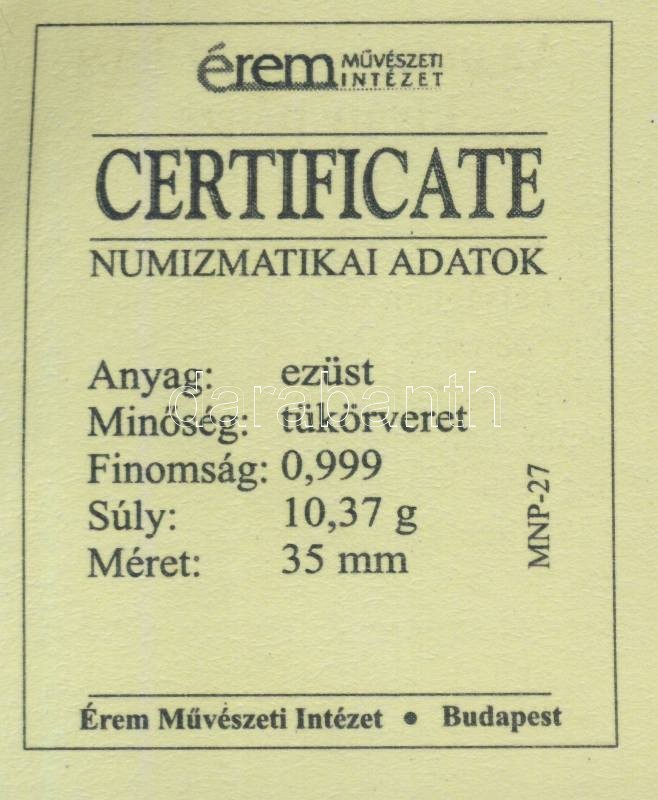 érem MŰVÉSZETI
INTÉZET
CERTIFICATE
NUMIZMATIKAI ADATOK
Anyag: ezüst
darabanth
Minőség: tükörveret
Finomság: 0,999
Súly: 10,37 g
Méret: 35 mm
MNP-27
Érem Művészeti Intézet • Budapest